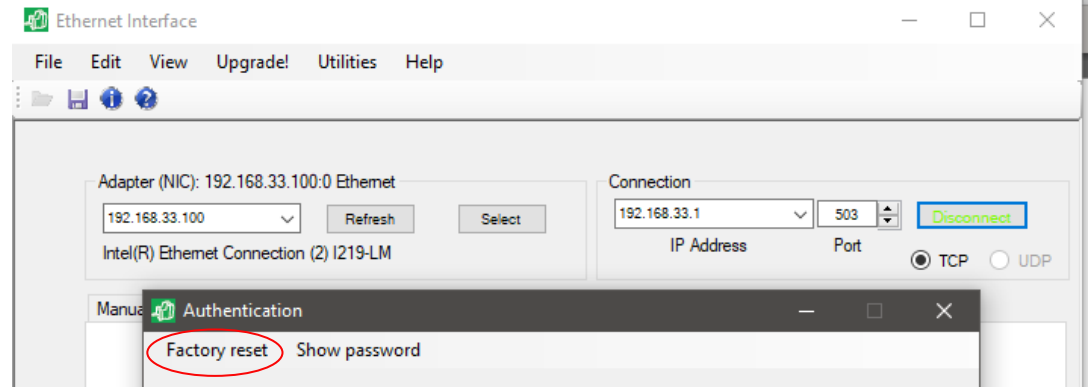 Ethernet Interface
File Edit View Upgrade! Utilities Help
Adapter (NIC): 192.168.33.100:0 Ethernet
192.168.33.100 Refresh Select
Intel(R) Ethernet Connection (2) I219-LM
Connection
192.168.33.1 503 Disconnect
IP Address Port
TCP UDP
Authentication
Factory reset Show password